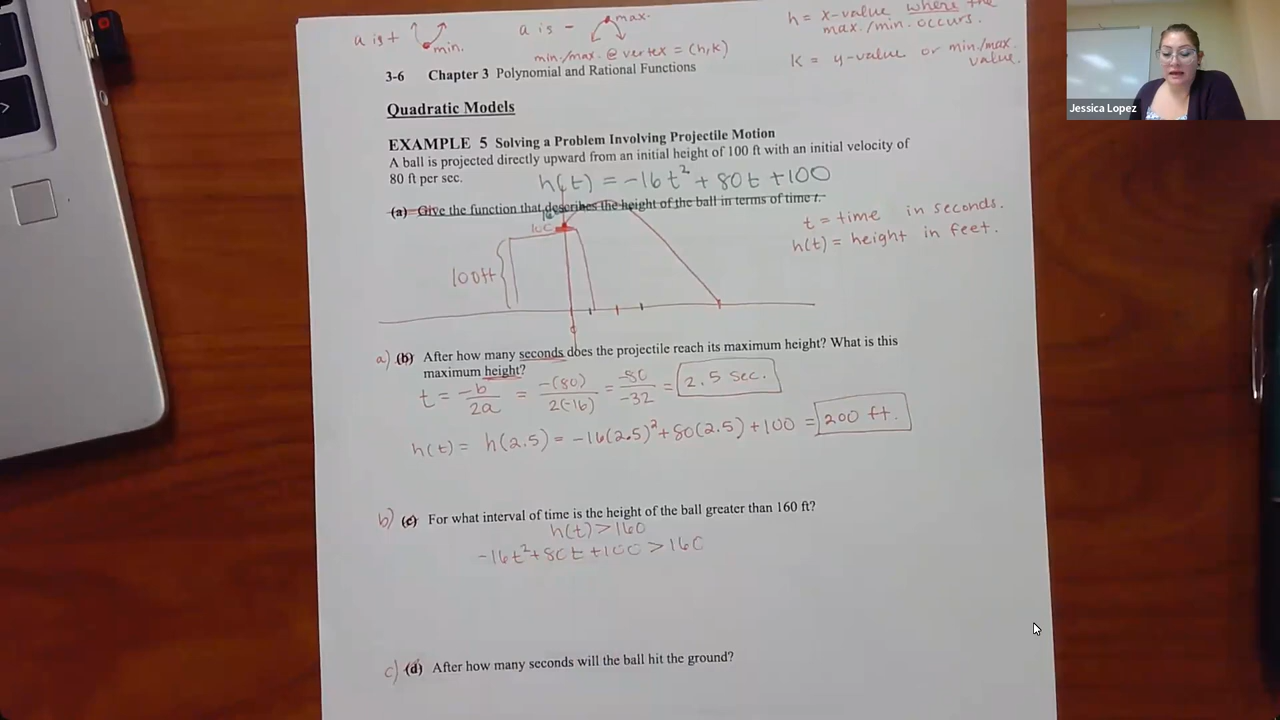 a is + min.
a is - max.
min./max. @ vertex = (h,k)
h = x-value where the
max./min. occurs.
k = y-value or min./max.
value.
3-6 Chapter 3 Polynomial and Rational Functions
Quadratic Models
EXAMPLE 5 Solving a Problem Involving Projectile Motion
A ball is projected directly upward from an initial height of 100 ft with an initial velocity of
80 ft per sec.
h(t) = -16t² + 80t + 100
(a) Give the function that describes the height of the ball in terms of time t.
t = time in seconds.
h(t) = height in feet.
100
100ft
a) (b) After how many seconds does the projectile reach its maximum height? What is this
maximum height?
t = -b/2a = -(80)/2(-16) = -80/-32 = 2.5 sec.
h(t) = h(2.5) = -16(2.5)² + 80(2.5) + 100 = 200 ft.
b) (c) For what interval of time is the height of the ball greater than 160 ft?
h(t) > 160
-16t² + 80t + 100 > 160
c) (d) After how many seconds will the ball hit the ground?
Jessica Lopez